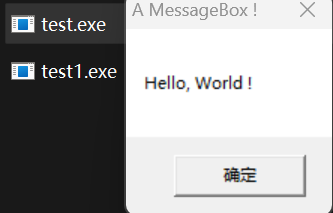 test.exe
test1.exe
A MessageBox !
Hello, World !
确定